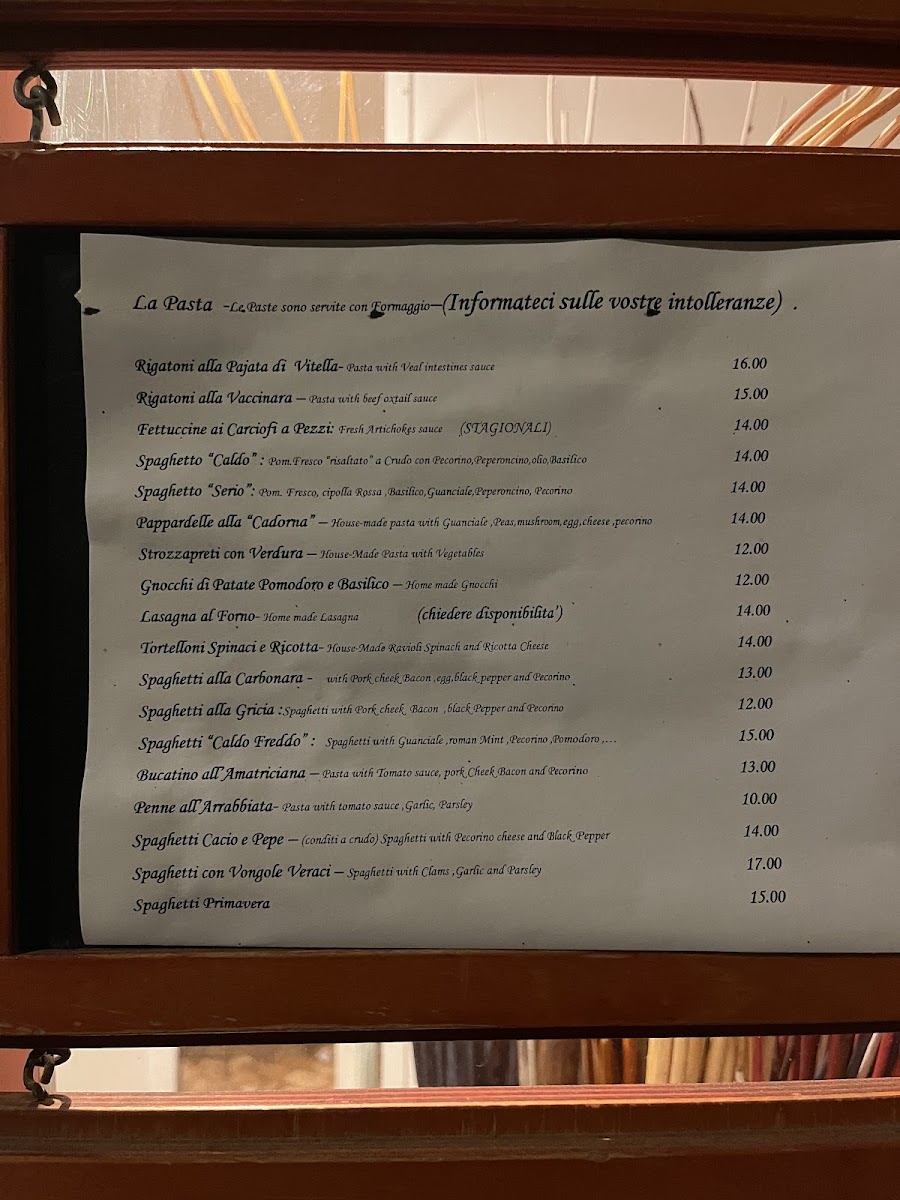 La Pasta -Le Paste sono servite con Formaggio—(Informateci sulle vostre intolleranze) .
Rigatoni alla Pajata di Vitella- Pasta with Veal intestines sauce 16.00
Rigatoni alla Vaccinara – Pasta with beef oxtail sauce 15.00
Fettuccine ai Carciofi a Pezzi: Fresh Artichokes sauce (STAGIONALI) 14.00
Spaghetto "Caldo" : Pom.Fresco "risaltato" a Crudo con Pecorino,Peperoncino,olio,Basilico 14.00
Spaghetto "Serio": Pom. Fresco, cipolla Rossa ,Basilico,Guanciale,Peperoncino, Pecorino 14.00
Pappardelle alla "Cadorna" – House-made pasta with Guanciale ,Peas,mushroom,egg,cheese ,pecorino 14.00
Strozzapreti con Verdura – House-Made Pasta with Vegetables 12.00
Gnocchi di Patate Pomodoro e Basilico – Home made Gnocchi 12.00
Lasagna al Forno- Home made Lasagna (chiedere disponibilita') 14.00
Tortelloni Spinaci e Ricotta- House-Made Ravioli Spinach and Ricotta Cheese 14.00
Spaghetti alla Carbonara - with Pork cheek Bacon ,egg,black pepper and Pecorino 13.00
Spaghetti alla Gricia :Spaghetti with Pork cheek Bacon ,black Pepper and Pecorino 12.00
Spaghetti "Caldo Freddo" : Spaghetti with Guanciale ,roman Mint ,Pecorino ,Pomodoro ,... 15.00
Bucatino all'Amatriciana – Pasta with Tomato sauce, pork Cheek Bacon and Pecorino 13.00
Penne all'Arrabbiata- Pasta with tomato sauce ,Garlic, Parsley 10.00
Spaghetti Cacio e Pepe – (conditi a crudo) Spaghetti with Pecorino cheese and Black Pepper 14.00
Spaghetti con Vongole Veraci – Spaghetti with Clams ,Garlic and Parsley 17.00
Spaghetti Primavera 15.00